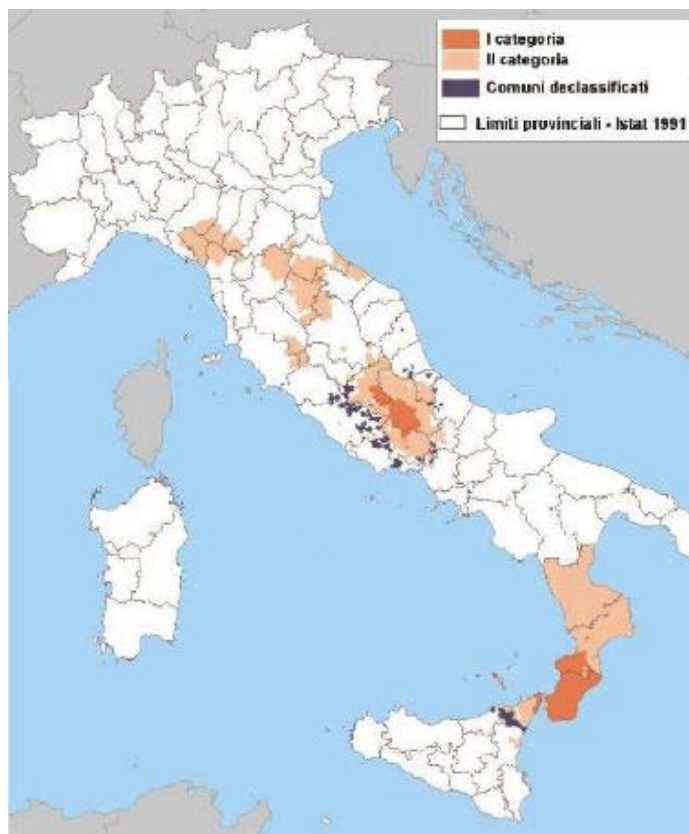 I categoria
II categoria
Comuni declassificati
Limiti provinciali - Istat 1991